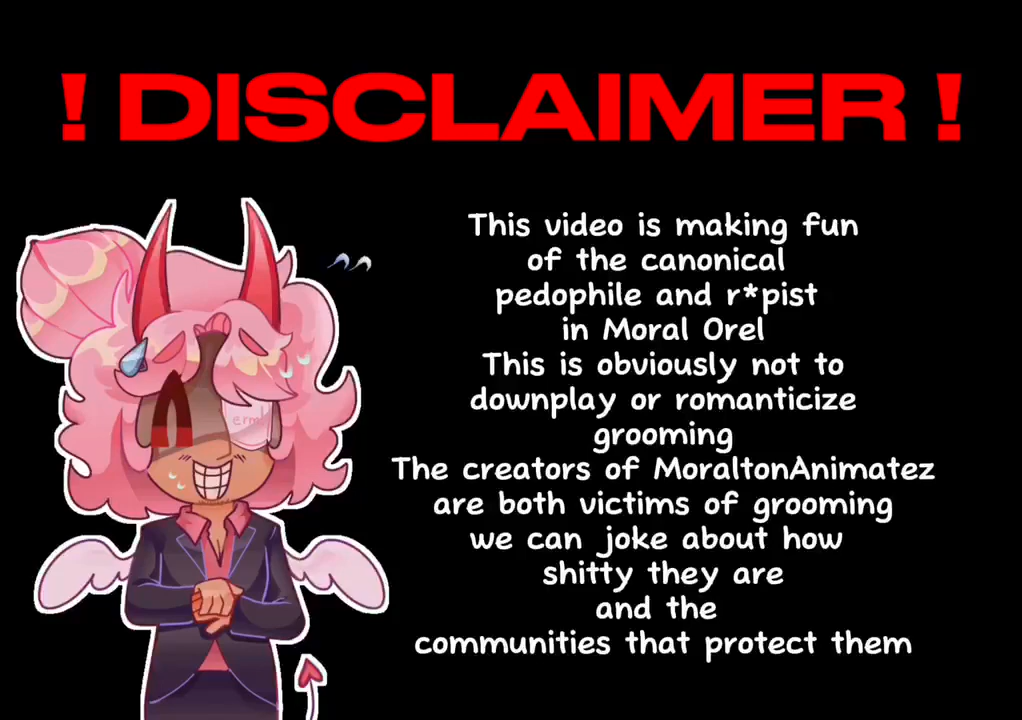 ! DISCLAIMER !
This video is making fun
of the canonical
pedophile and r*pist
in Moral Orel
This is obviously not to
downplay or romanticize
grooming
The creators of MoraltonAnimatez
are both victims of grooming
we can joke about how
shitty they are
and the
communities that protect them